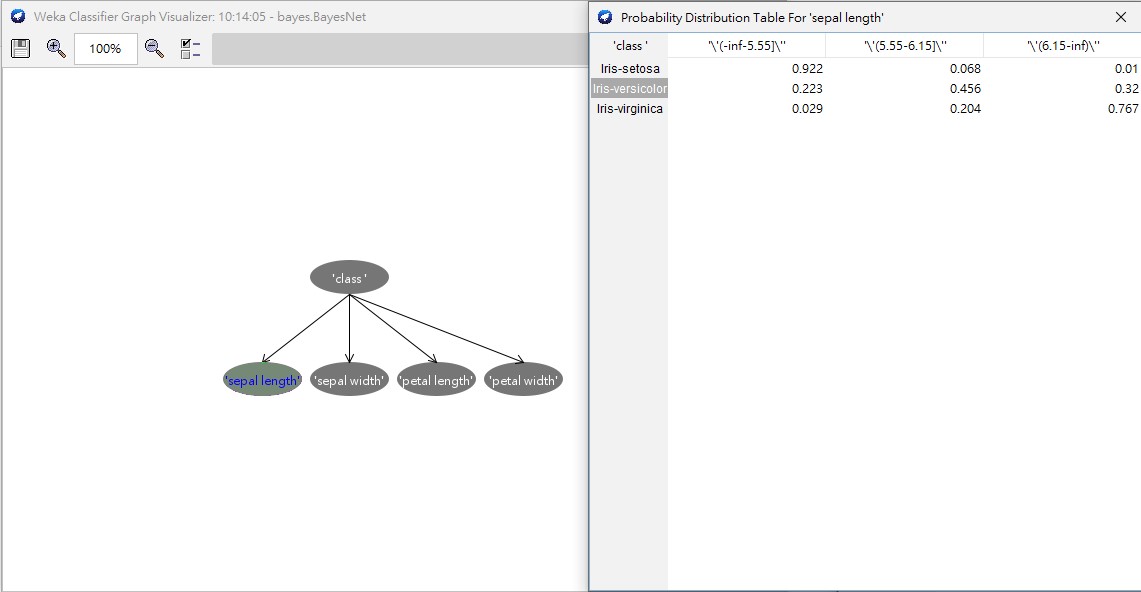 Weka Classifier Graph Visualizer: 10:14:05 - bayes.BayesNet
100%
'class '
'sepal length' 'sepal width' 'petal length' 'petal width'
Probability Distribution Table For 'sepal length'
'class ' '\'(-inf-5.55]\'' '\'(5.55-6.15]\'' '\'(6.15-inf)\''
Iris-setosa 0.922 0.068 0.01
Iris-versicolor 0.223 0.456 0.32
Iris-virginica 0.029 0.204 0.767